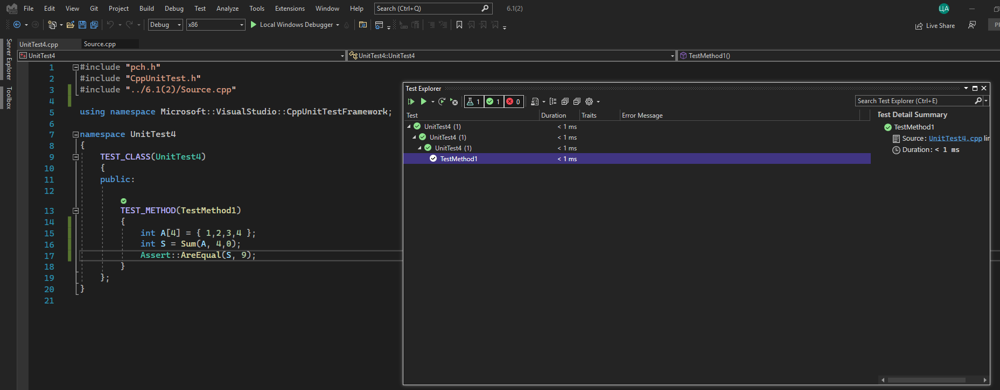 File Edit View Git Project Build Debug Test Analyze Tools Extensions Window Help Search (Ctrl+Q) 6.1(2) ЦА
Debug x86 Local Windows Debugger Live Share
UnitTest4.cpp Source.cpp
UnitTest4 UnitTest4::UnitTest4 TestMethod1()
Server Explorer
Toolbox
1 #include "pch.h"
2 #include "CppUnitTest.h"
3 #include "../6.1(2)/Source.cpp"
4
5 using namespace Microsoft::VisualStudio::CppUnitTestFramework;
6
7 namespace UnitTest4
8 {
9 TEST_CLASS(UnitTest4)
10 {
11 public:
12
13 TEST_METHOD(TestMethod1)
14 {
15 int A[4] = { 1,2,3,4 };
16 int S = Sum(A, 4,0);
17 Assert::AreEqual(S, 9);
18 }
19 };
20 }
21
Test Explorer
1 1 0 Search Test Explorer (Ctrl+E)
Test Duration Traits Error Message
UnitTest4 (1) < 1 ms
UnitTest4 (1) < 1 ms
UnitTest4 (1) < 1 ms
TestMethod1 < 1 ms
Test Detail Summary
TestMethod1
Source: UnitTest4.cpp lin
Duration: < 1 ms